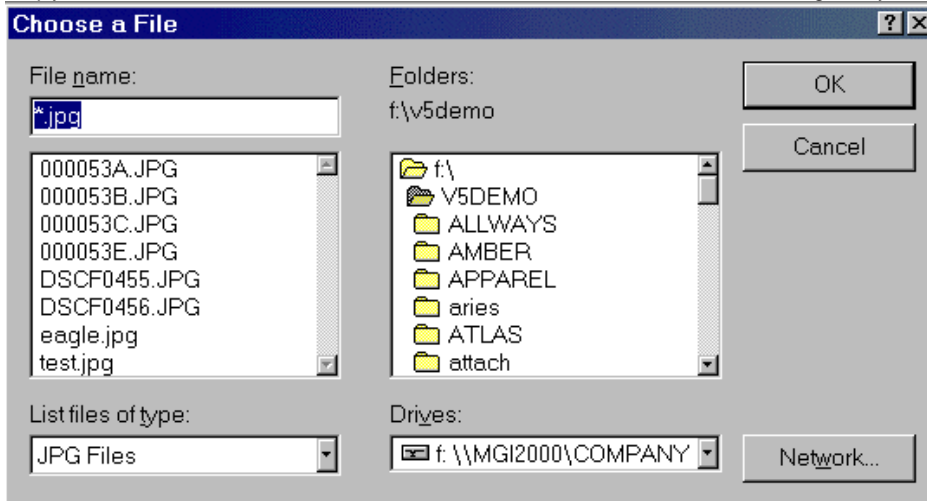 Choose a File
File name:
*.jpg
000053A.JPG
000053B.JPG
000053C.JPG
000053E.JPG
DSCF0455.JPG
DSCF0456.JPG
eagle.jpg
test.jpg
List files of type:
JPG Files
Folders:
f:\v5demo
f:\
V5DEMO
ALLWAYS
AMBER
APPAREL
aries
ATLAS
attach
Drives:
f: \\MGI2000\COMPANY
OK
Cancel
Network...